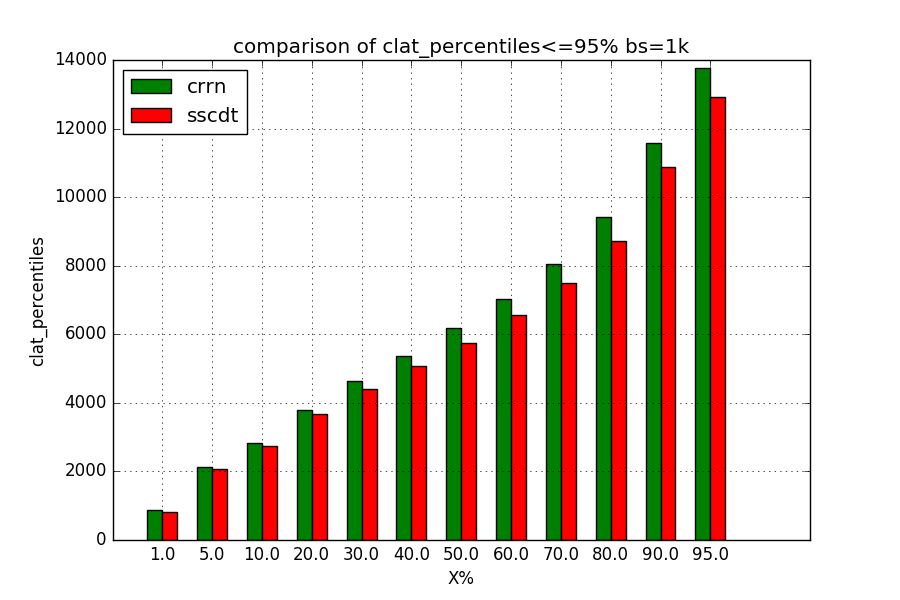 comparison of clat_percentiles<=95% bs=1k
14000
12000
10000
8000
6000
4000
2000
0
clat_percentiles
crrn
sscdt
1.0 5.0 10.0 20.0 30.0 40.0 50.0 60.0 70.0 80.0 90.0 95.0
X%